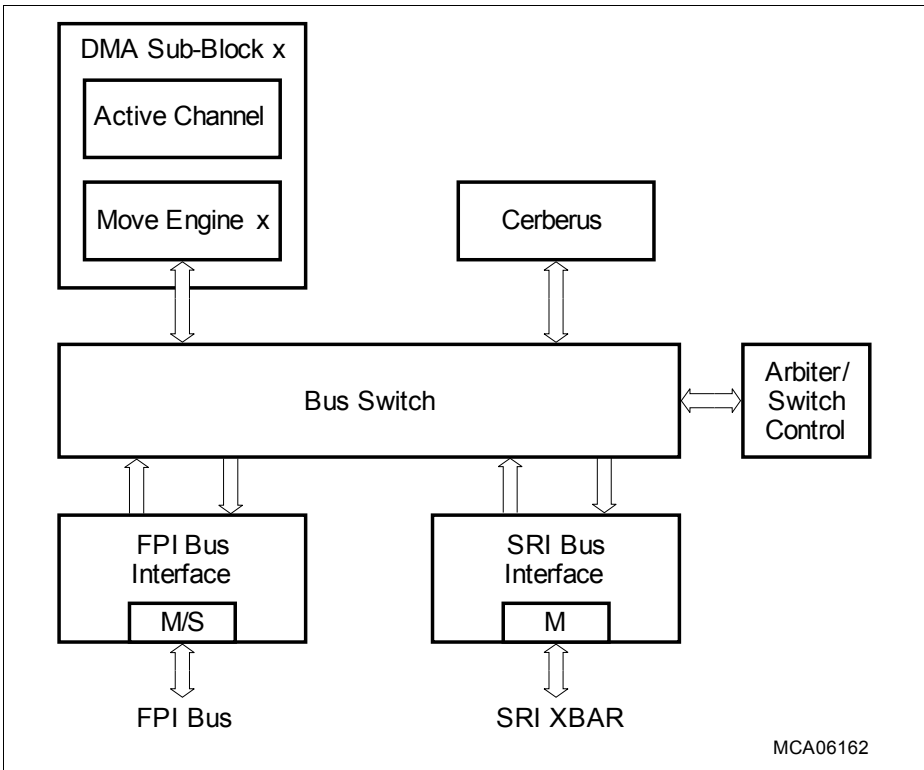 DMA Sub-Block x
Active Channel
Move Engine x
Cerberus
Bus Switch
Arbiter/
Switch
Control
FPI Bus
Interface
M/S
SRI Bus
Interface
M
FPI Bus
SRI XBAR
MCA06162